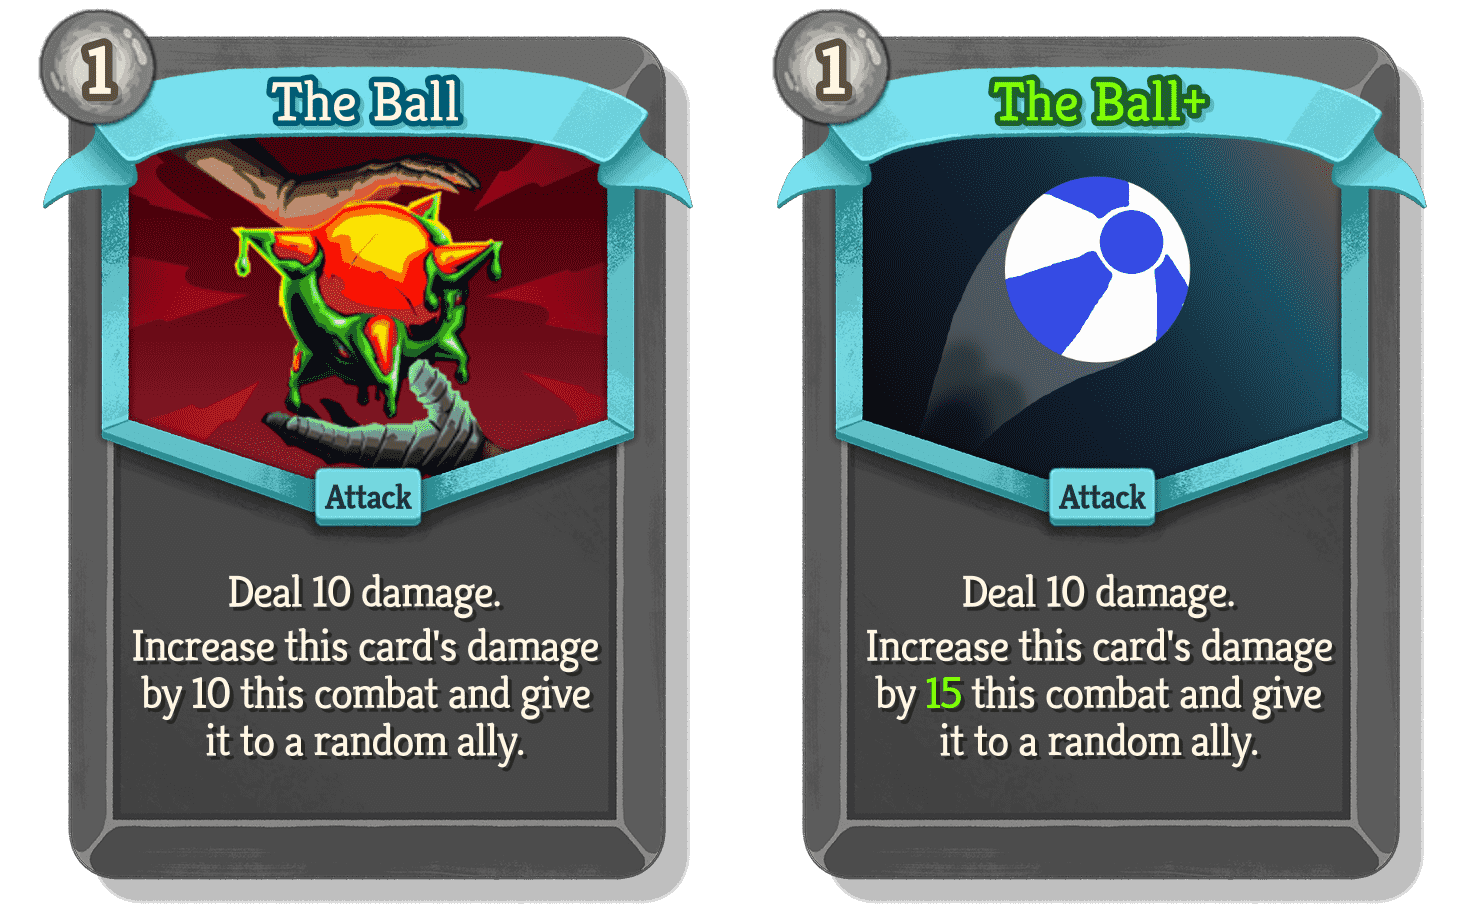 1
The Ball
Attack
Deal 10 damage.
Increase this card's damage
by 10 this combat and give
it to a random ally.
1
The Ball+
Attack
Deal 10 damage.
Increase this card's damage
by 15 this combat and give
it to a random ally.